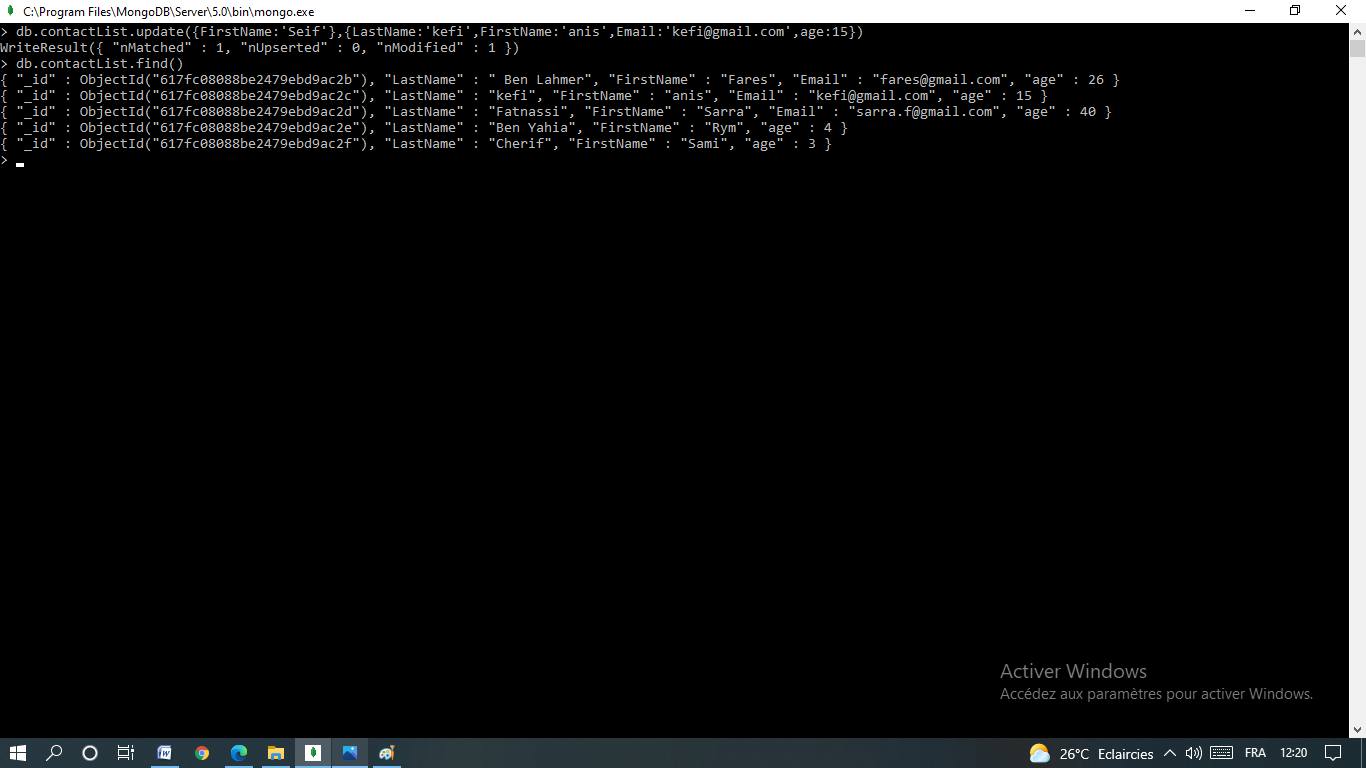 C:\Program Files\MongoDB\Server\5.0\bin\mongo.exe
> db.contactList.update({FirstName:'Seif'},{LastName:'kefi',FirstName:'anis',Email:'kefi@gmail.com',age:15})
WriteResult({ "nMatched" : 1, "nUpserted" : 0, "nModified" : 1 })
> db.contactList.find()
{ "_id" : ObjectId("617fc08088be2479ebd9ac2b"), "LastName" : " Ben Lahmer", "FirstName" : "Fares", "Email" : "fares@gmail.com", "age" : 26 }
{ "_id" : ObjectId("617fc08088be2479ebd9ac2c"), "LastName" : "kefi", "FirstName" : "anis", "Email" : "kefi@gmail.com", "age" : 15 }
{ "_id" : ObjectId("617fc08088be2479ebd9ac2d"), "LastName" : "Fatnassi", "FirstName" : "Sarra", "Email" : "sarra.f@gmail.com", "age" : 40 }
{ "_id" : ObjectId("617fc08088be2479ebd9ac2e"), "LastName" : "Ben Yahia", "FirstName" : "Rym", "age" : 4 }
{ "_id" : ObjectId("617fc08088be2479ebd9ac2f"), "LastName" : "Cherif", "FirstName" : "Sami", "age" : 3 }
>
Activer Windows
Accédez aux paramètres pour activer Windows.
26°C Eclaircies FRA 12:20